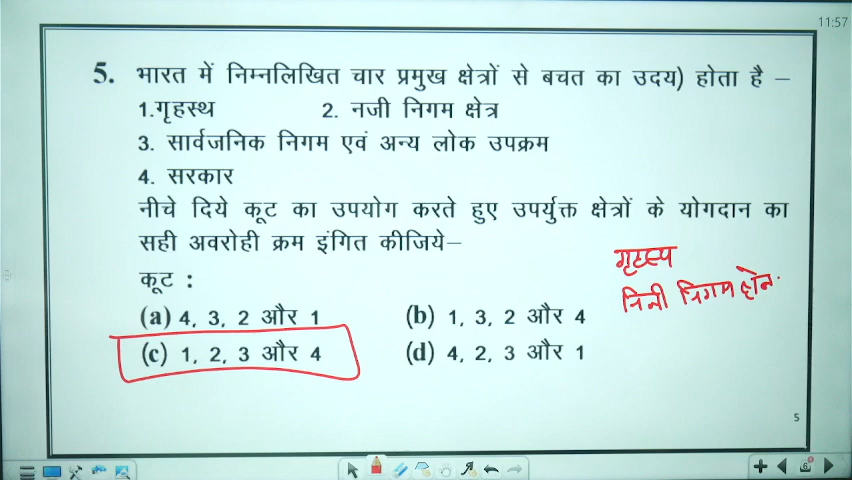 11:57
5. भारत में निम्नलिखित चार प्रमुख क्षेत्रों से बचत का उदय) होता है –
1.गृहस्थ 2. नजी निगम क्षेत्र
3. सार्वजनिक निगम एवं अन्य लोक उपक्रम
4. सरकार
नीचे दिये कूट का उपयोग करते हुए उपर्युक्त क्षेत्रों के योगदान का
सही अवरोही क्रम इंगित कीजिये–
गृहस्थ
कूट :
निजी निगम क्षेत्र
(a) 4, 3, 2 और 1 (b) 1, 3, 2 और 4
(c) 1, 2, 3 और 4 (d) 4, 2, 3 और 1
5